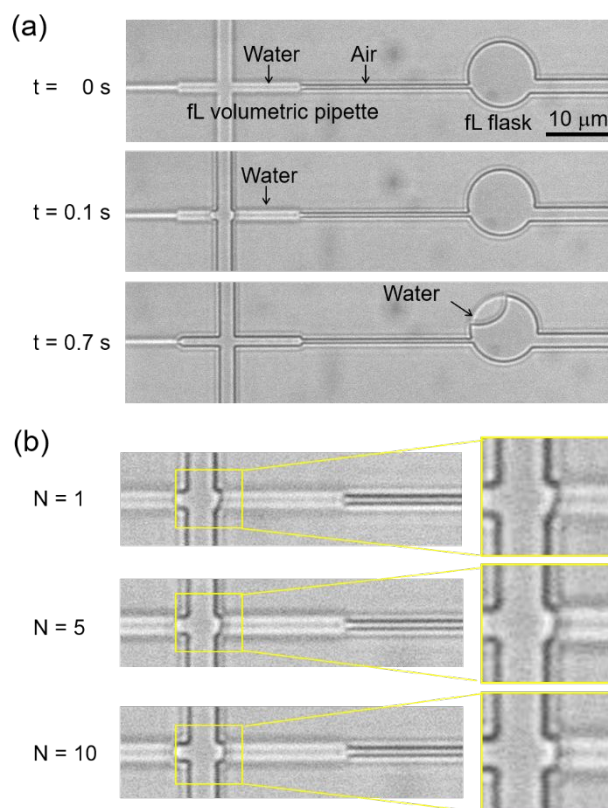 (a)
Water Air
t = 0 s
fL volumetric pipette fL flask 10 μm
Water
t = 0.1 s
Water
t = 0.7 s
(b)
N = 1
N = 5
N = 10